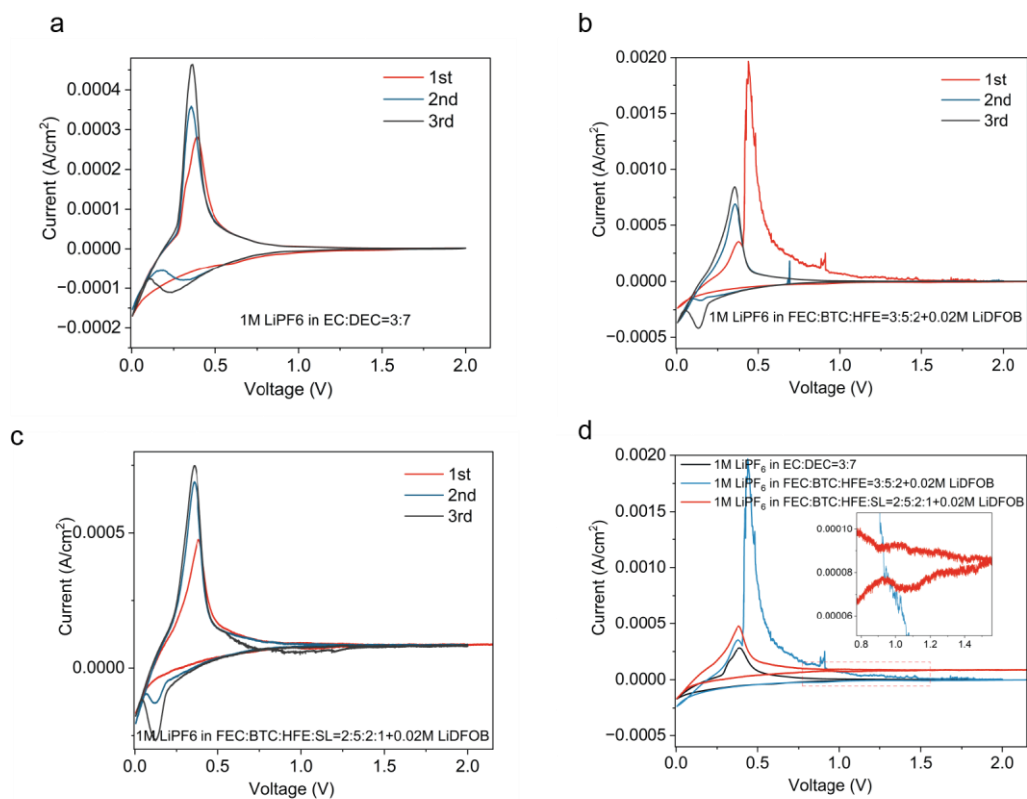 a
0.0004
0.0003
0.0002
0.0001
0.0000
−0.0001
−0.0002
Current (A/cm²)
1st
2nd
3rd
1M LiPF6 in EC:DEC=3:7
0.0 0.5 1.0 1.5 2.0
Voltage (V)
b
0.0020
0.0015
0.0010
0.0005
0.0000
−0.0005
Current (A/cm²)
1st
2nd
3rd
1M LiPF6 in FEC:BTC:HFE=3:5:2+0.02M LiDFOB
0.0 0.5 1.0 1.5 2.0
Voltage (V)
c
0.0005
0.0000
Current (A/cm²)
1st
2nd
3rd
1M LiPF6 in FEC:BTC:HFE:SL=2:5:2:1+0.02M LiDFOB
0.0 0.5 1.0 1.5 2.0
Voltage (V)
d
0.0020
0.0015
0.0010
0.0005
0.0000
−0.0005
Current (A/cm²)
1M LiPF₆ in EC:DEC=3:7
1M LiPF₆ in FEC:BTC:HFE=3:5:2+0.02M LiDFOB
1M LiPF₆ in FEC:BTC:HFE:SL=2:5:2:1+0.02M LiDFOB
0.00010
0.00008
0.00006
0.8 1.0 1.2 1.4
0.0 0.5 1.0 1.5 2.0
Voltage (V)